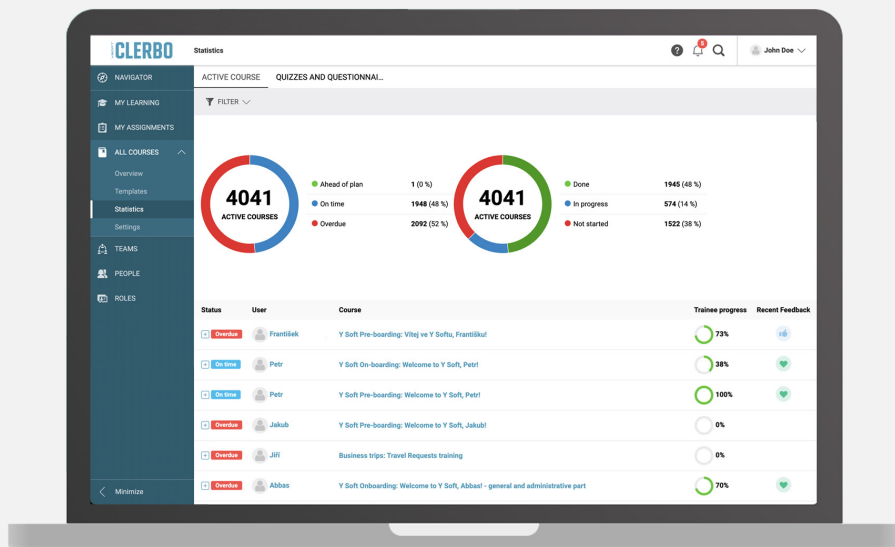 CLERBO
Statistics
5
John Doe
NAVIGATOR
MY LEARNING
MY ASSIGNMENTS
ALL COURSES
Overview
Templates
Statistics
Settings
TEAMS
PEOPLE
ROLES
Minimize
ACTIVE COURSE QUIZZES AND QUESTIONNAI...
FILTER
4041
ACTIVE COURSES
Ahead of plan 1 (0 %)
On time 1948 (48 %)
Overdue 2092 (52 %)
4041
ACTIVE COURSES
Done 1945 (48 %)
In progress 574 (14 %)
Not started 1522 (38 %)
Status User Course Trainee progress Recent Feedback
Overdue František Y Soft Pre-boarding: Vítej ve Y Softu, Františku! 73%
On time Petr Y Soft On-boarding: Welcome to Y Soft, Petr! 38%
On time Petr Y Soft Pre-boarding: Welcome to Y Soft, Petr! 100%
Overdue Jakub Y Soft Pre-boarding: Welcome to Y Soft, Jakub! 0%
Overdue Jiří Business trips: Travel Requests training 0%
Overdue Abbas Y Soft Onboarding: Welcome to Y Soft, Abbas! - general and administrative part 70%